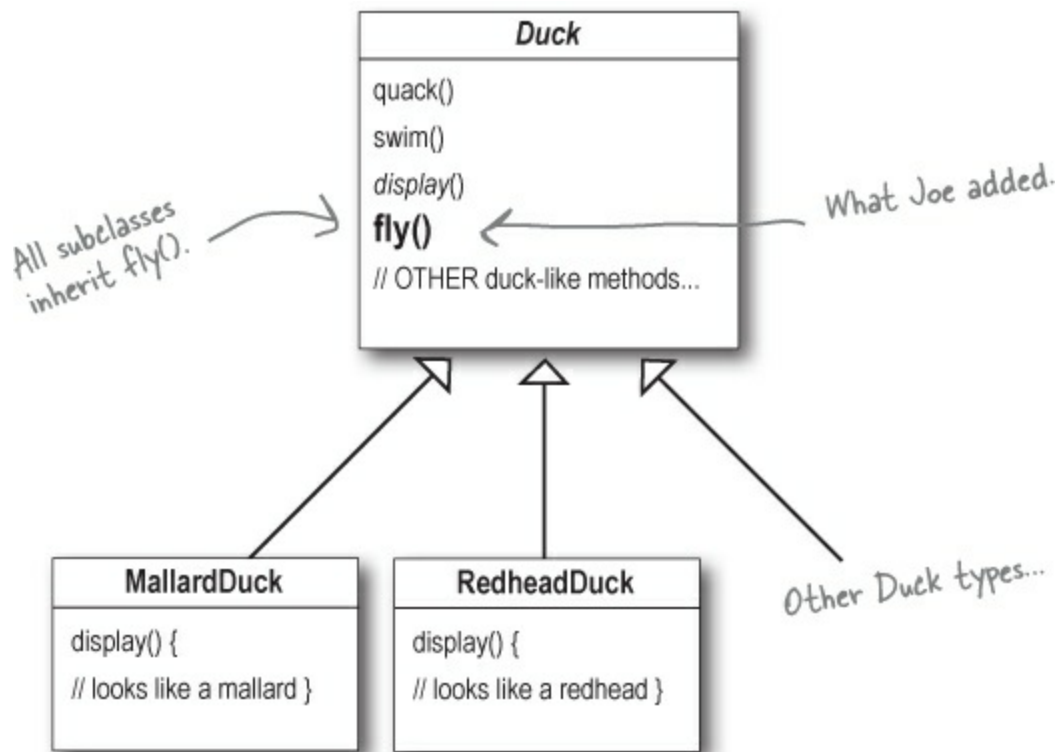 Duck
quack()
swim()
display()
fly()
// OTHER duck-like methods...
All subclasses
inherit fly().
What Joe added.
MallardDuck
display() {
// looks like a mallard }
RedheadDuck
display() {
// looks like a redhead }
Other Duck types...